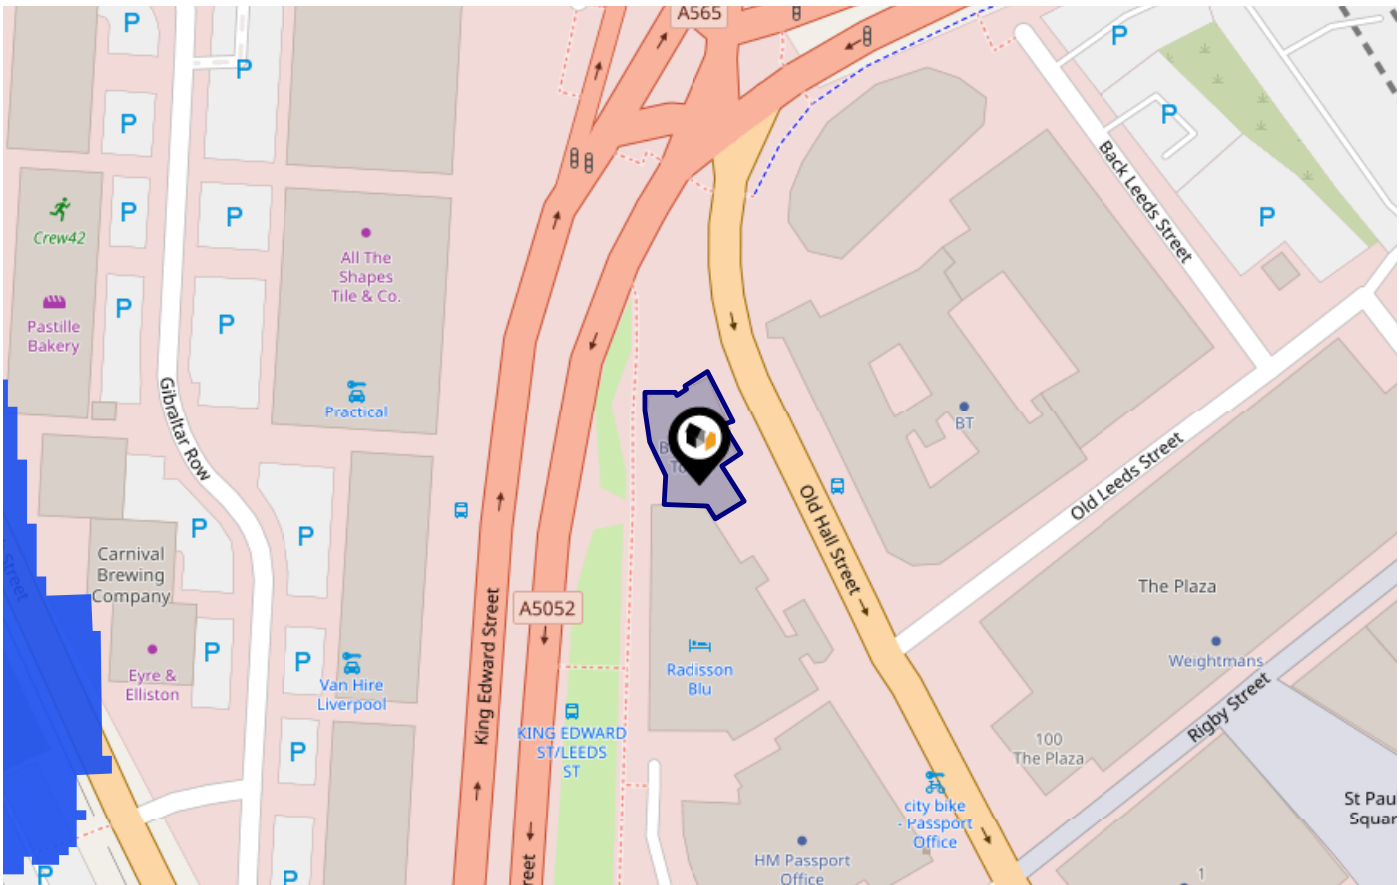 A565
P
P
P
P
P
P
P
P
P
P
Crew42
Pastille
Bakery
All The
Shapes
Tile & Co.
Practical
Gibraltar Row
Back Leeds Street
BT
Old Leeds Street
Old Hall Street
P
P
Carnival
Brewing
Company
Street
A5052
King Edward Street
The Plaza
Weightmans
P
P
Eyre &
Elliston
Van Hire
Liverpool
Radisson
Blu
KING EDWARD
ST/LEEDS
ST
Rigby Street
100
The Plaza
P
city bike
- Passport
Office
St Pau
Squar
HM Passport
Office
reet
P
P
1